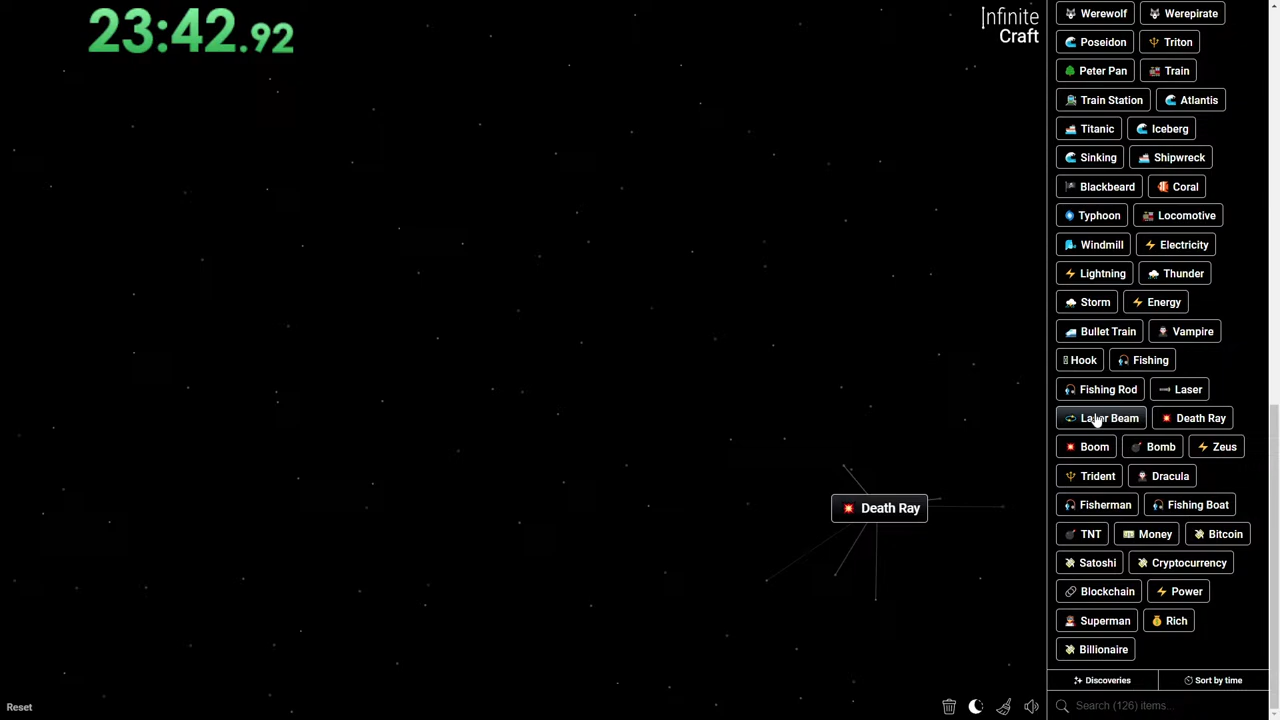 23:42.92
Infinite
Craft
Werewolf
Werepirate
Poseidon
Triton
Peter Pan
Train
Train Station
Atlantis
Titanic
Iceberg
Sinking
Shipwreck
Blackbeard
Coral
Typhoon
Locomotive
Windmill
Electricity
Lightning
Thunder
Storm
Energy
Bullet Train
Vampire
Hook
Fishing
Fishing Rod
Laser
Laser Beam
Death Ray
Boom
Bomb
Zeus
Trident
Dracula
Fisherman
Fishing Boat
TNT
Money
Bitcoin
Satoshi
Cryptocurrency
Blockchain
Power
Superman
Rich
Billionaire
Death Ray
Discoveries
Sort by time
Search (126) items...
Reset